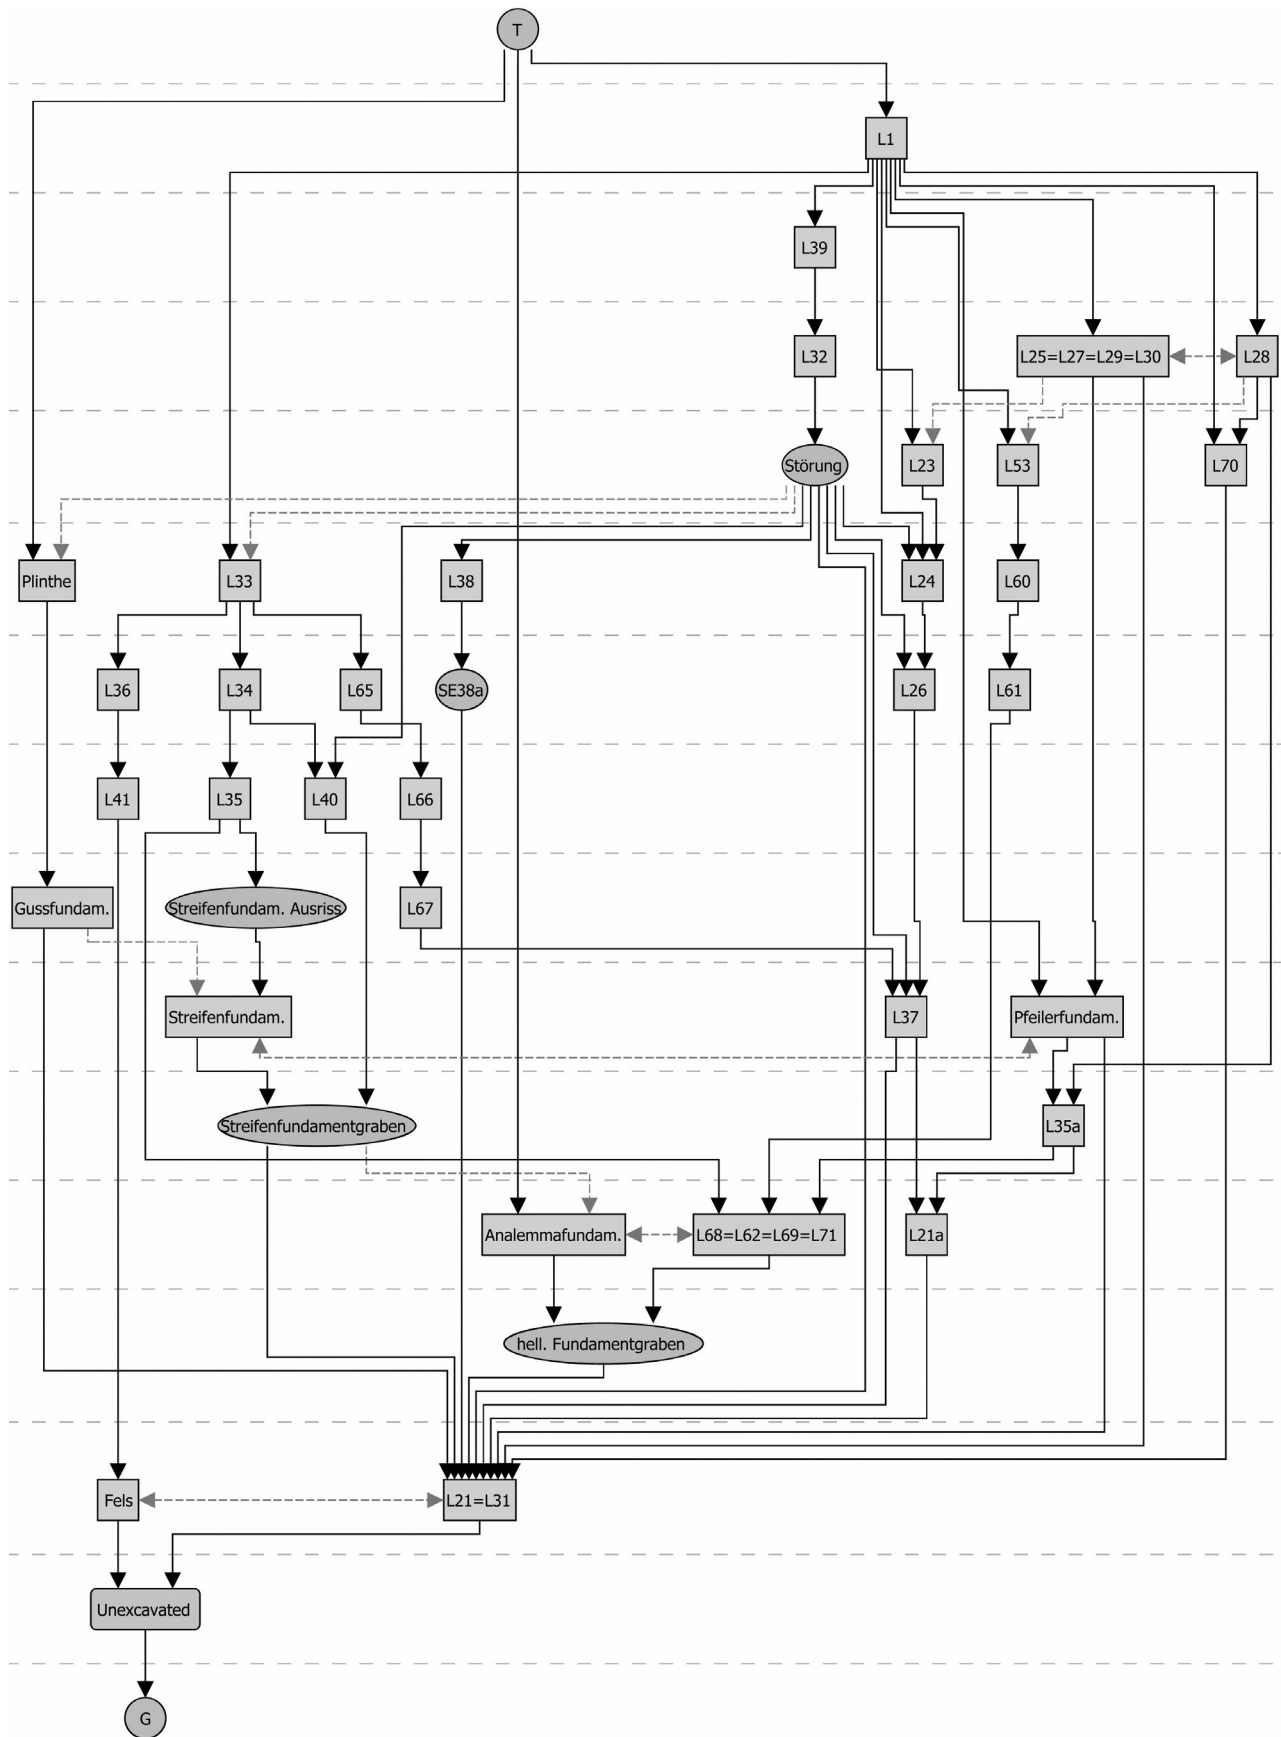 T
L1
L39
L32
L25=L27=L29=L30
L28
Störung
L23
L53
L70
Plinthe
L33
L38
L24
L60
L36
L34
L65
SE38a
L26
L61
L41
L35
L40
L66
Gussfundam.
Streifenfundam. Ausriss
L67
Streifenfundam.
L37
Pfeilerfundam.
Streifenfundamentgraben
L35a
Analemmafundam.
L68=L62=L69=L71
L21a
hell. Fundamentgraben
Fels
L21=L31
Unexcavated
G